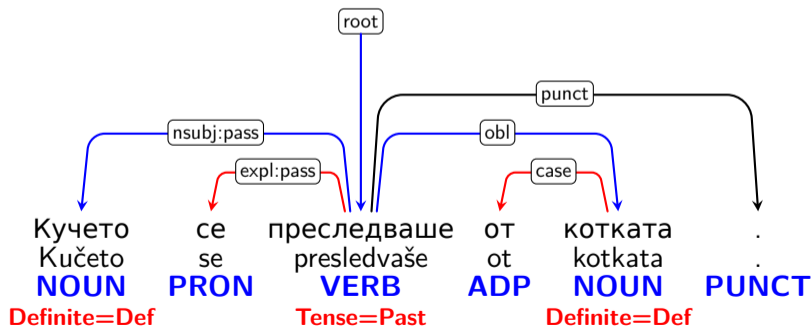 root
punct
nsubj:pass obl
expl:pass case
Кучето се преследваше от котката .
Kučeto se presledvaše ot kotkata .
NOUN PRON VERB ADP NOUN PUNCT
Definite=Def Tense=Past Definite=Def